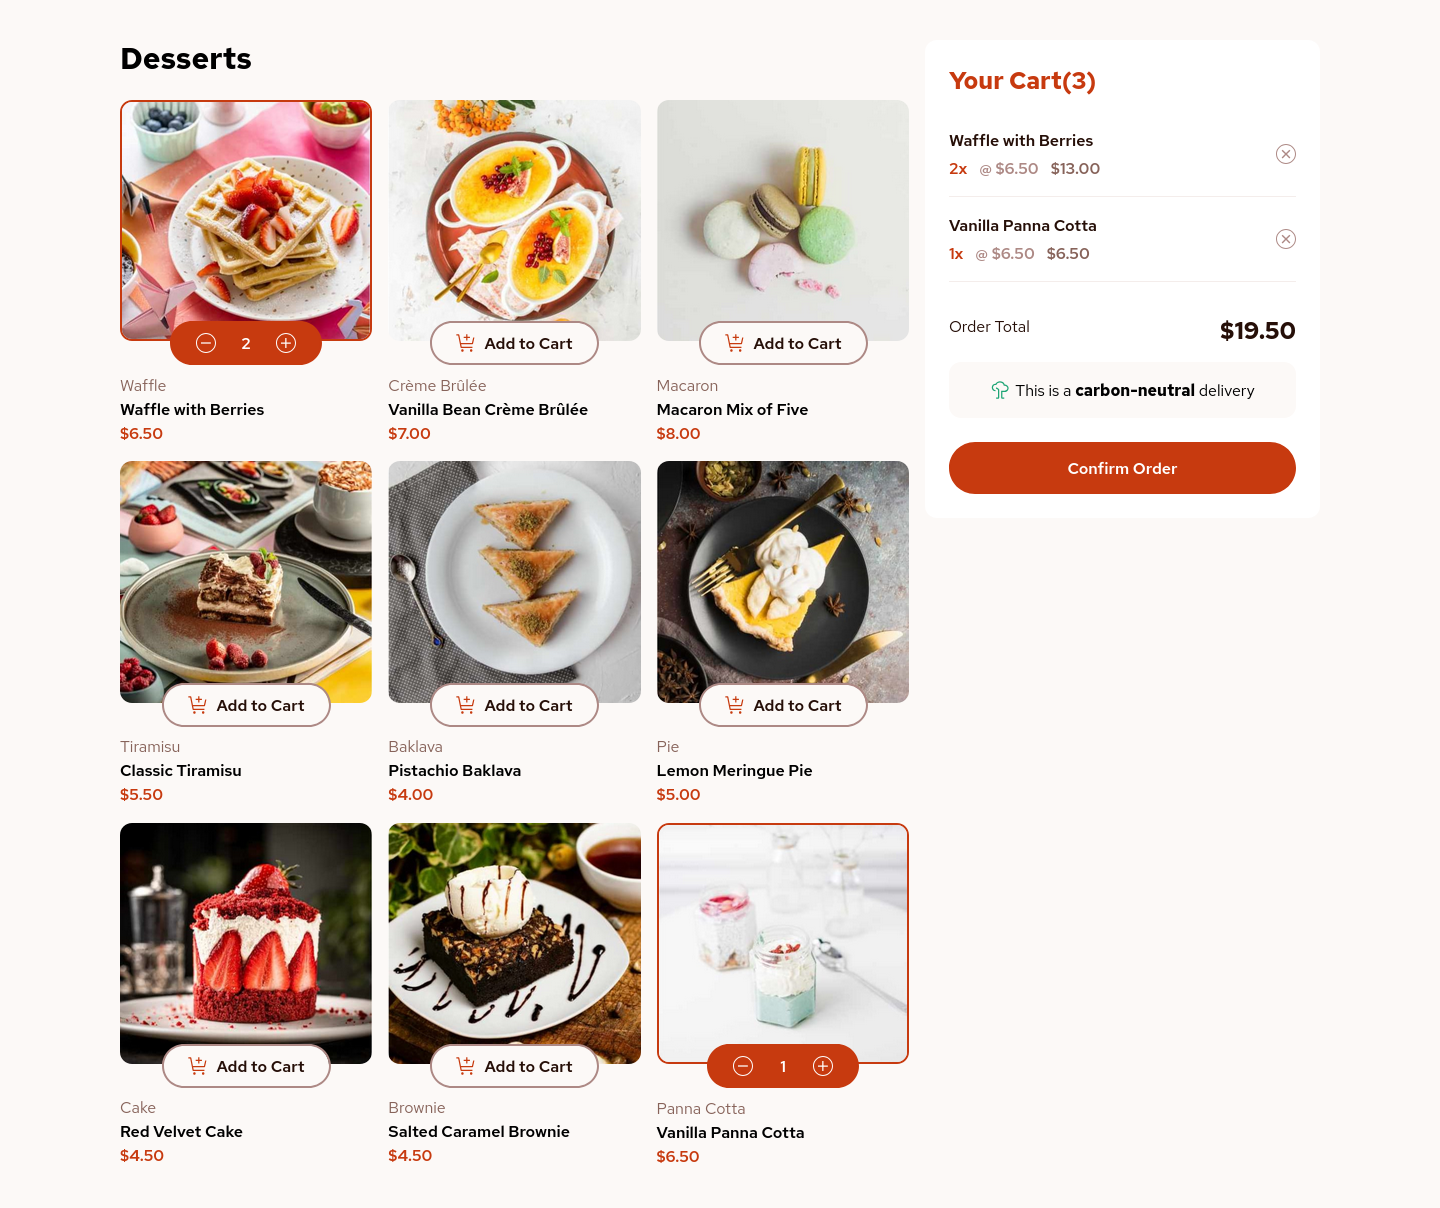 Desserts
2
Waffle
Waffle with Berries
$6.50
Add to Cart
Crème Brûlée
Vanilla Bean Crème Brûlée
$7.00
Add to Cart
Macaron
Macaron Mix of Five
$8.00
Add to Cart
Tiramisu
Classic Tiramisu
$5.50
Add to Cart
Baklava
Pistachio Baklava
$4.00
Add to Cart
Pie
Lemon Meringue Pie
$5.00
Add to Cart
Cake
Red Velvet Cake
$4.50
Add to Cart
Brownie
Salted Caramel Brownie
$4.50
1
Panna Cotta
Vanilla Panna Cotta
$6.50
Your Cart(3)
Waffle with Berries
2x @ $6.50 $13.00
Vanilla Panna Cotta
1x @ $6.50 $6.50
Order Total $19.50
This is a carbon-neutral delivery
Confirm Order